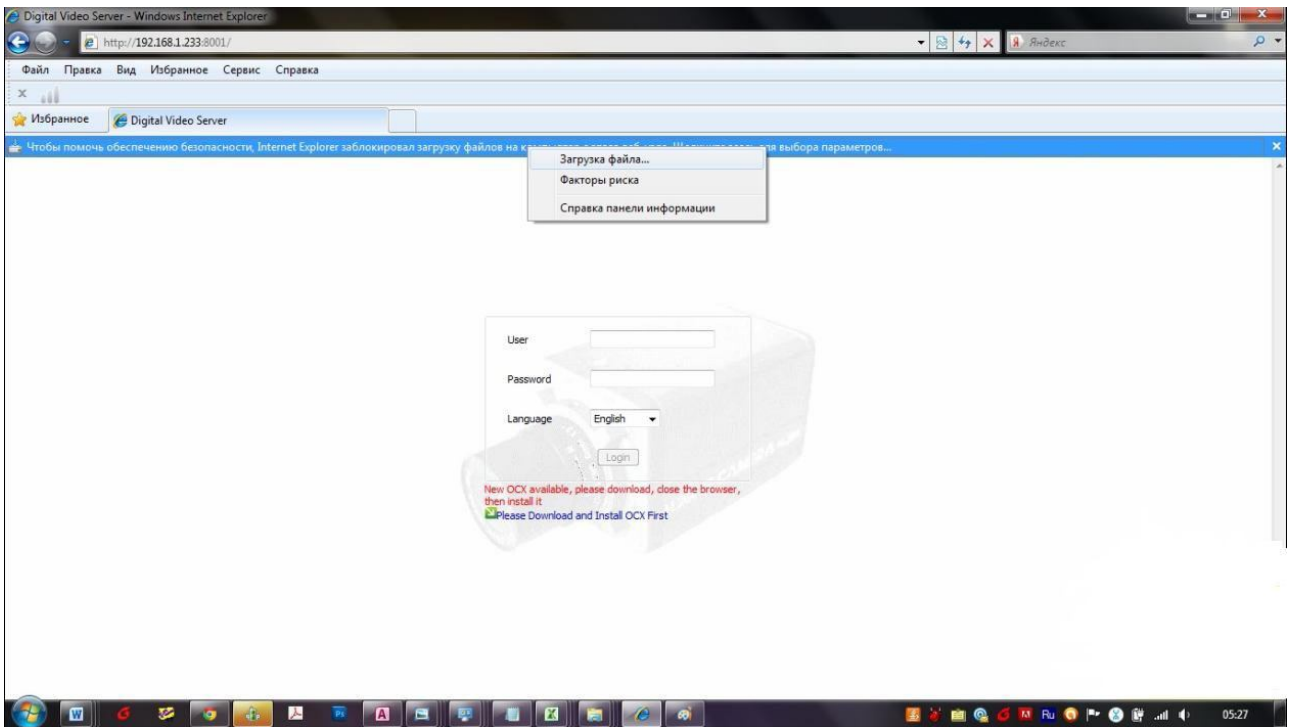 Digital Video Server - Windows Internet Explorer
http://192.168.1.233:8001/
Яндекс
Файл Правка Вид Избранное Сервис Справка
Избранное
Digital Video Server
Чтобы помочь обеспечению безопасности, Internet Explorer заблокировал загрузку файлов на для выбора параметров...
Загрузка файла...
Факторы риска
Справка панели информации
User
Password
Language English
Login
New OCX available, please download, close the browser,
then install it
Please Download and Install OCX First
Ru 05:27